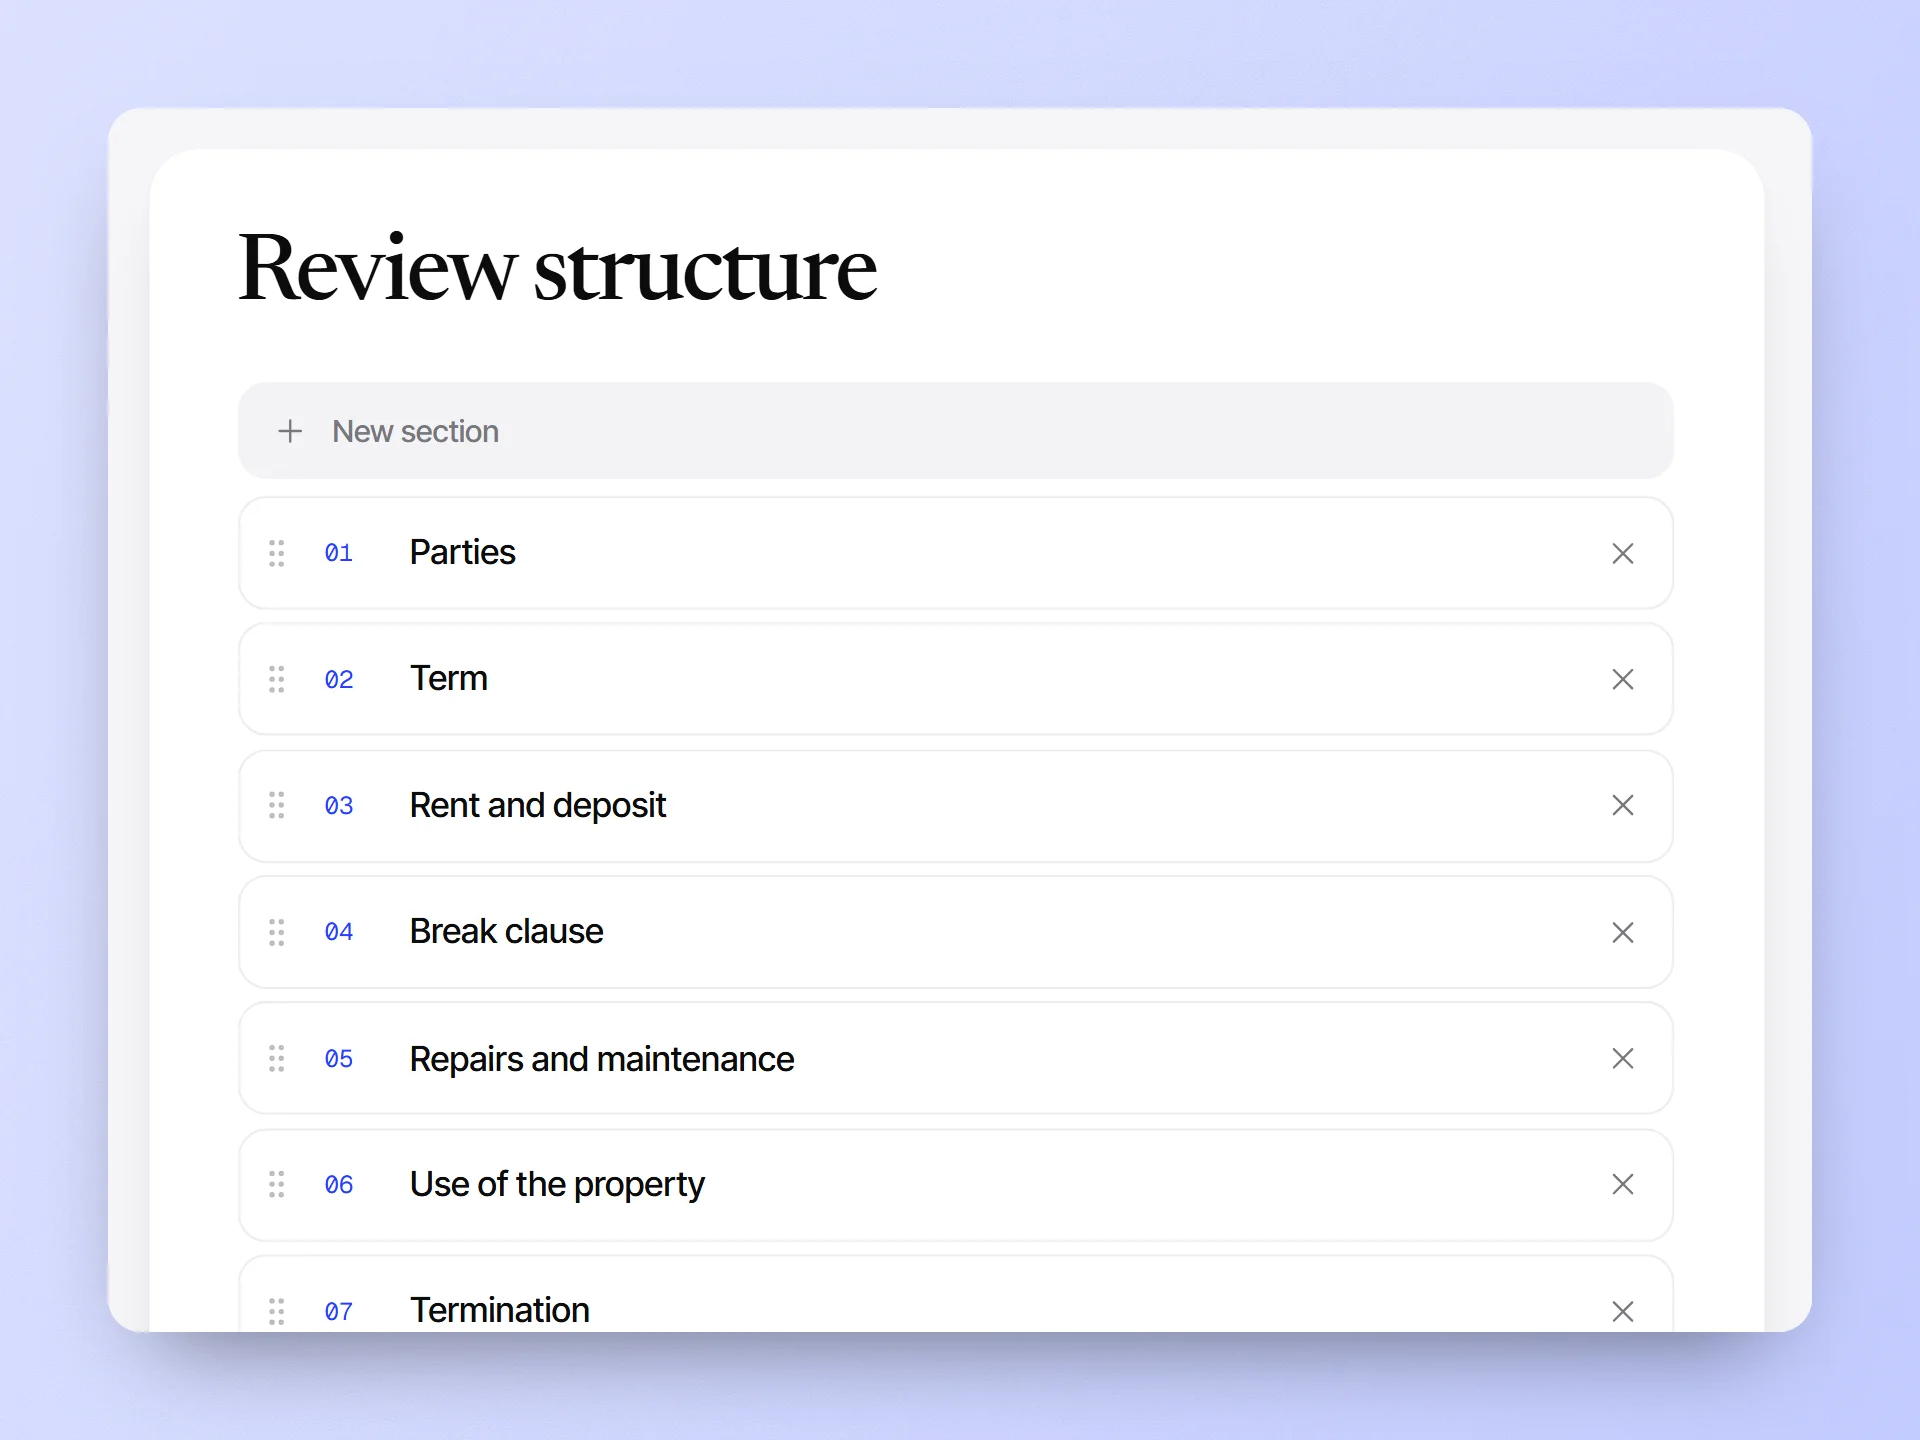 Review structure
New section
01 Parties
02 Term
03 Rent and deposit
04 Break clause
05 Repairs and maintenance
06 Use of the property
07 Termination